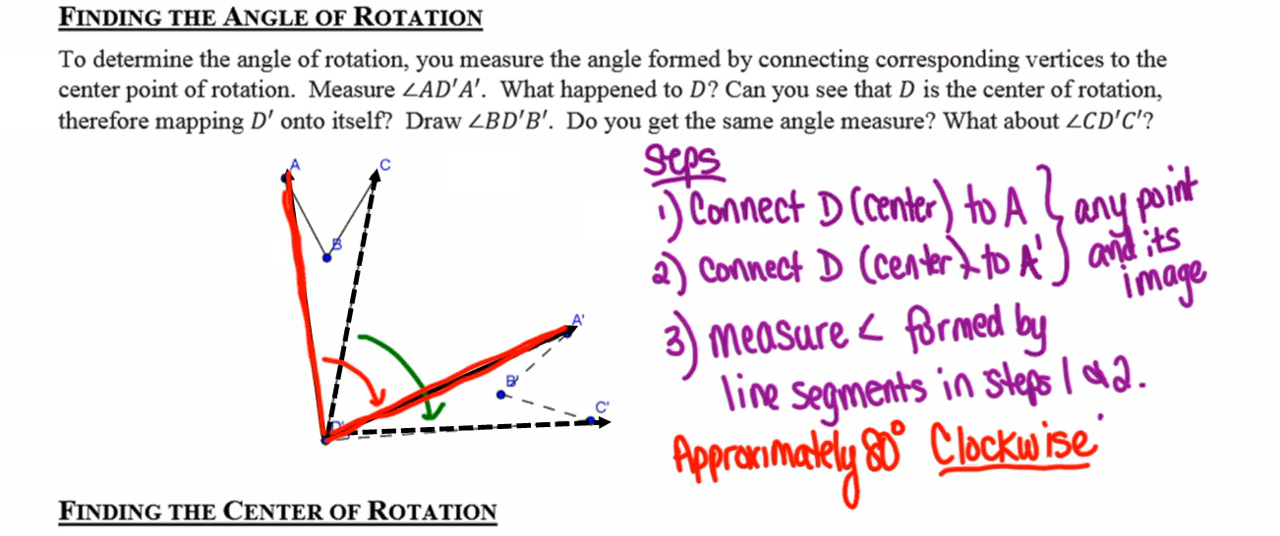 FINDING THE ANGLE OF ROTATION
To determine the angle of rotation, you measure the angle formed by connecting corresponding vertices to the
center point of rotation.  Measure ∠AD'A'.  What happened to D? Can you see that D is the center of rotation,
therefore mapping D' onto itself?  Draw ∠BD'B'.  Do you get the same angle measure? What about ∠CD'C'?
Steps
A
C
1) Connect D (center) to A } any point
B
2) Connect D (center) to A' } and its
image
A'
3) measure < formed by
B'
line segments in steps 1 & 2.
C'
D'
Approximately 80° Clockwise
FINDING THE CENTER OF ROTATION